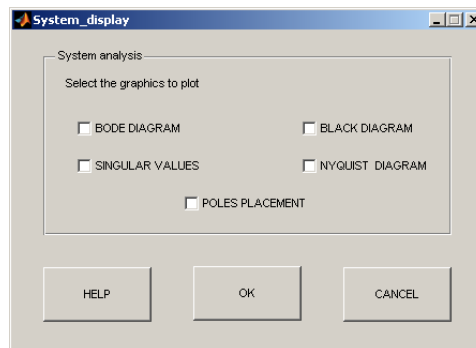 System_display
System analysis
Select the graphics to plot
BODE DIAGRAM
BLACK DIAGRAM
SINGULAR VALUES
NYQUIST DIAGRAM
POLES PLACEMENT
HELP
OK
CANCEL